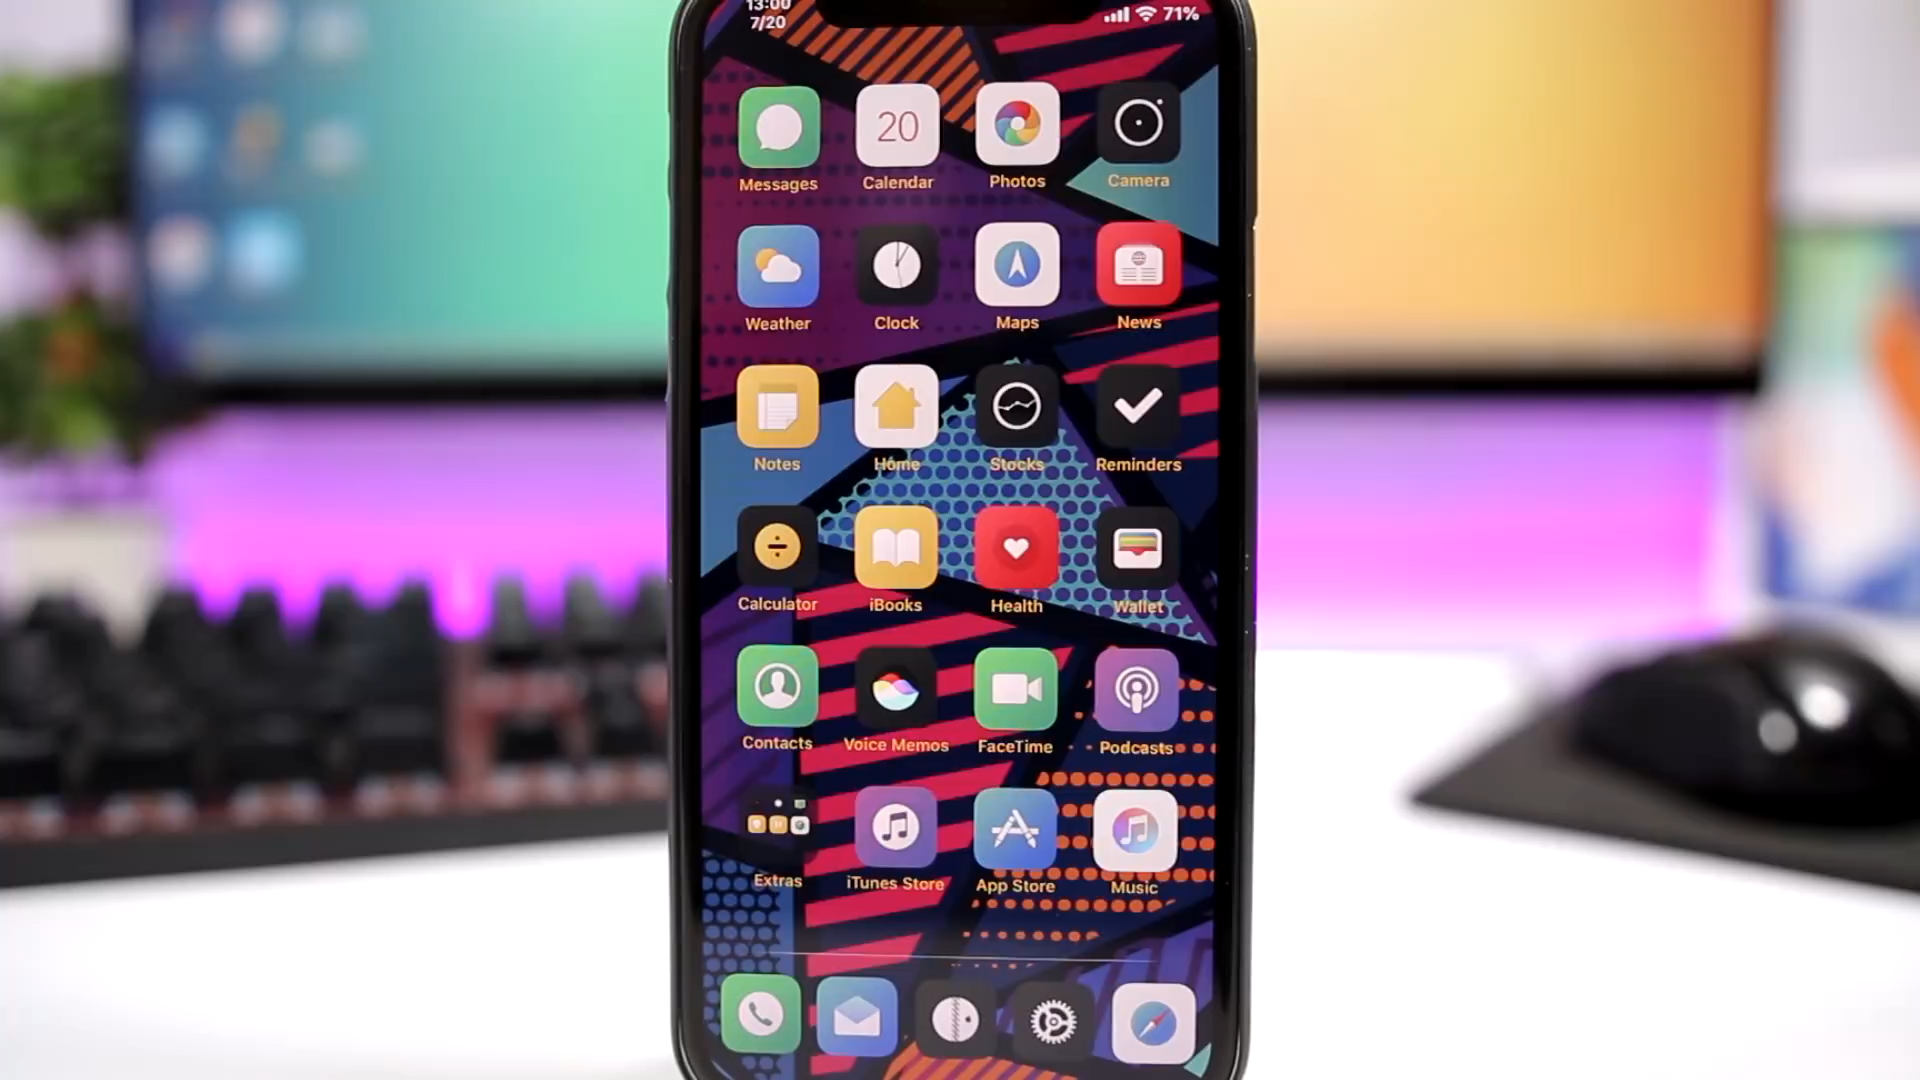 13:00
7/20
71%
20
Messages
Calendar
Photos
Camera
Weather
Clock
Maps
News
Notes
Home
Stocks
Reminders
Calculator
iBooks
Health
Wallet
Contacts
Voice Memos
FaceTime
Podcasts
Extras
iTunes Store
App Store
Music